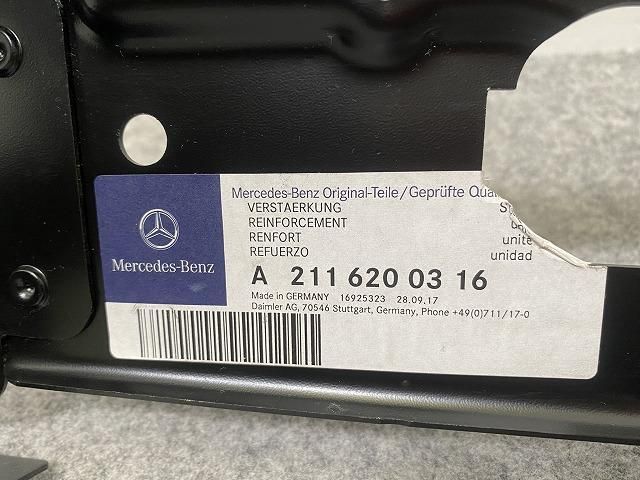 Mercedes-Benz Original-Teile/Geprüfte
VERSTAERKUNG
REINFORCEMENT
RENFORT unite
REFUERZO unidad
Mercedes-Benz
A 211 620 03 16
Made in GERMANY 16925323 28.09.17
Daimler AG, 70546 Stuttgart, Germany, Phone +49(0)711/17-0